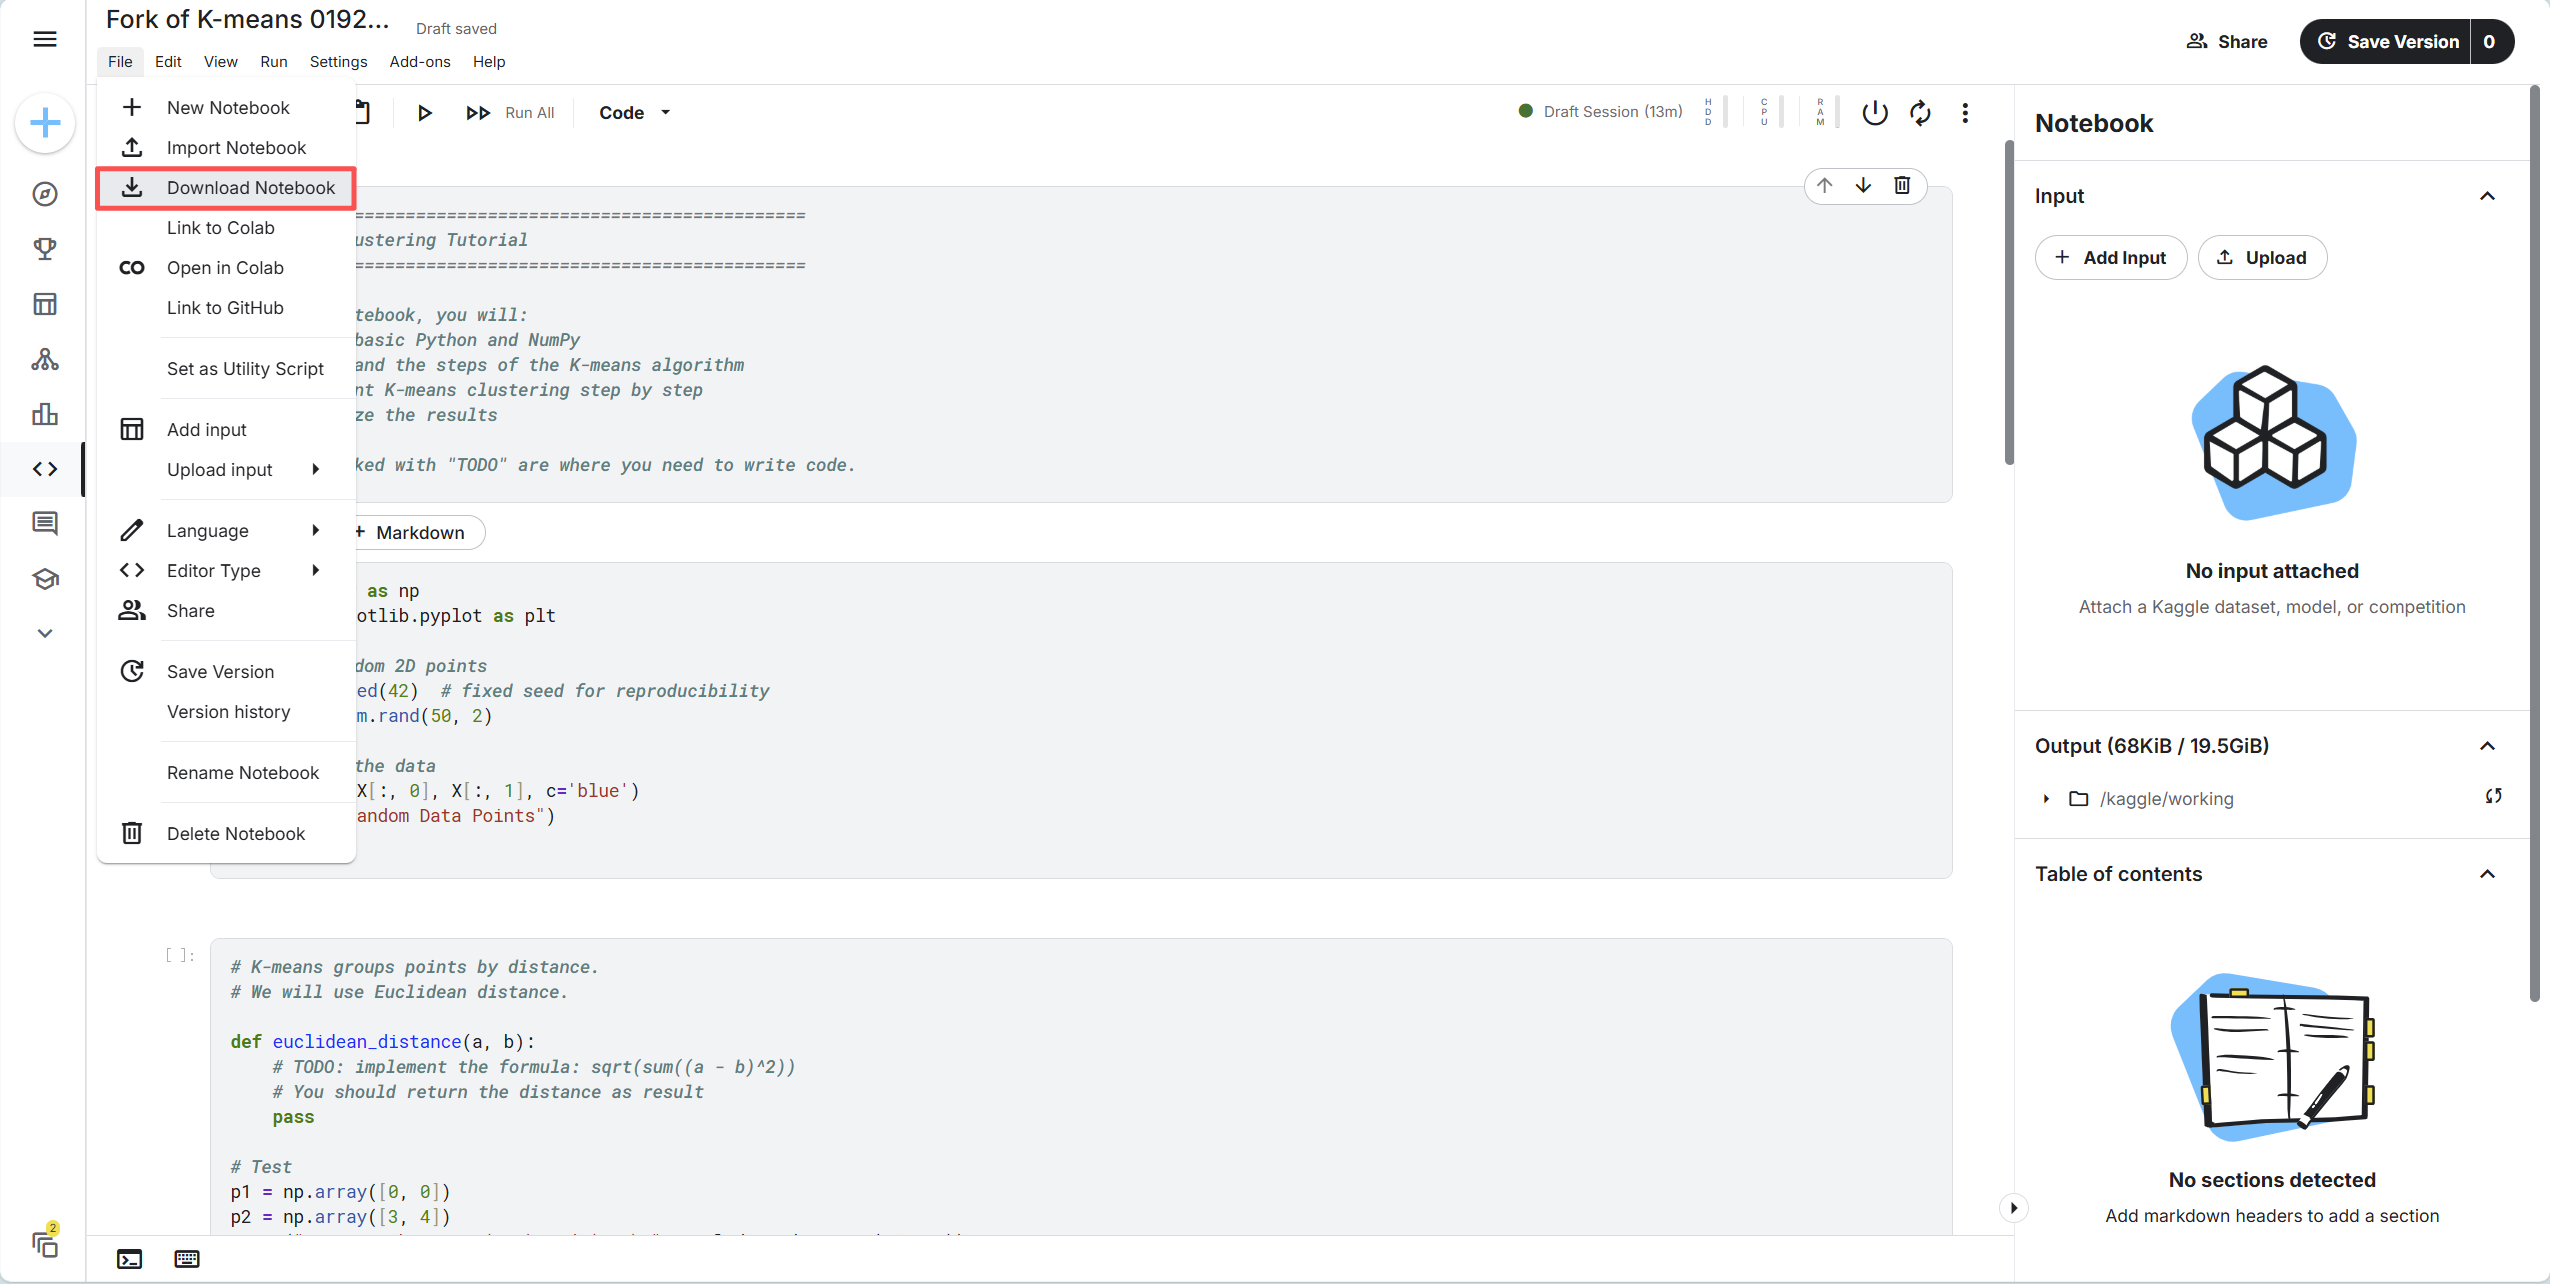 Fork of K-means 0192...
Draft saved
File Edit View Run Settings Add-ons Help
Share
Save Version 0
New Notebook
Import Notebook
Download Notebook
Link to Colab
Open in Colab
Link to GitHub
Set as Utility Script
Add input
Upload input
Language
Editor Type
Share
Save Version
Version history
Rename Notebook
Delete Notebook
Run All
Code
Draft Session (13m)
HDD
CPU
RAM
============================================
ustering Tutorial
============================================
tebook, you will:
basic Python and NumPy
and the steps of the K-means algorithm
nt K-means clustering step by step
ze the results
ked with "TODO" are where you need to write code.
+ Markdown
as np
otlib.pyplot as plt
dom 2D points
ed(42)  # fixed seed for reproducibility
m.rand(50, 2)
the data
X[:, 0], X[:, 1], c='blue')
andom Data Points")
[ ]:
# K-means groups points by distance.
# We will use Euclidean distance.
def euclidean_distance(a, b):
# TODO: implement the formula: sqrt(sum((a - b)^2))
# You should return the distance as result
pass
# Test
p1 = np.array([0, 0])
p2 = np.array([3, 4])
Notebook
Input
+ Add Input
Upload
No input attached
Attach a Kaggle dataset, model, or competition
Output (68KiB / 19.5GiB)
/kaggle/working
Table of contents
No sections detected
Add markdown headers to add a section
2